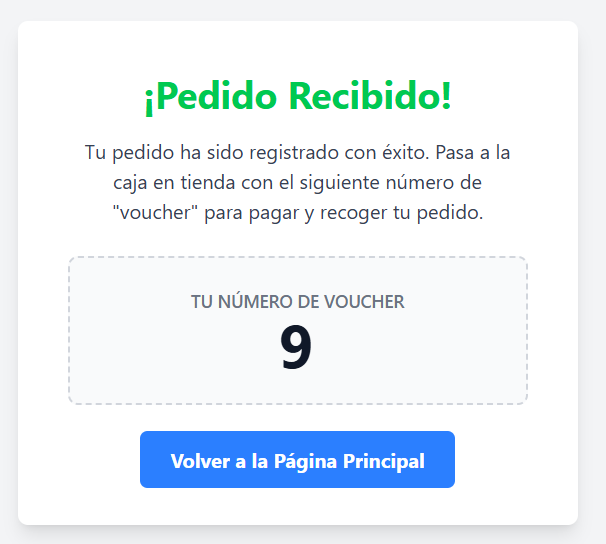 ¡Pedido Recibido!
Tu pedido ha sido registrado con éxito. Pasa a la
caja en tienda con el siguiente número de
"voucher" para pagar y recoger tu pedido.
TU NÚMERO DE VOUCHER
9
Volver a la Página Principal